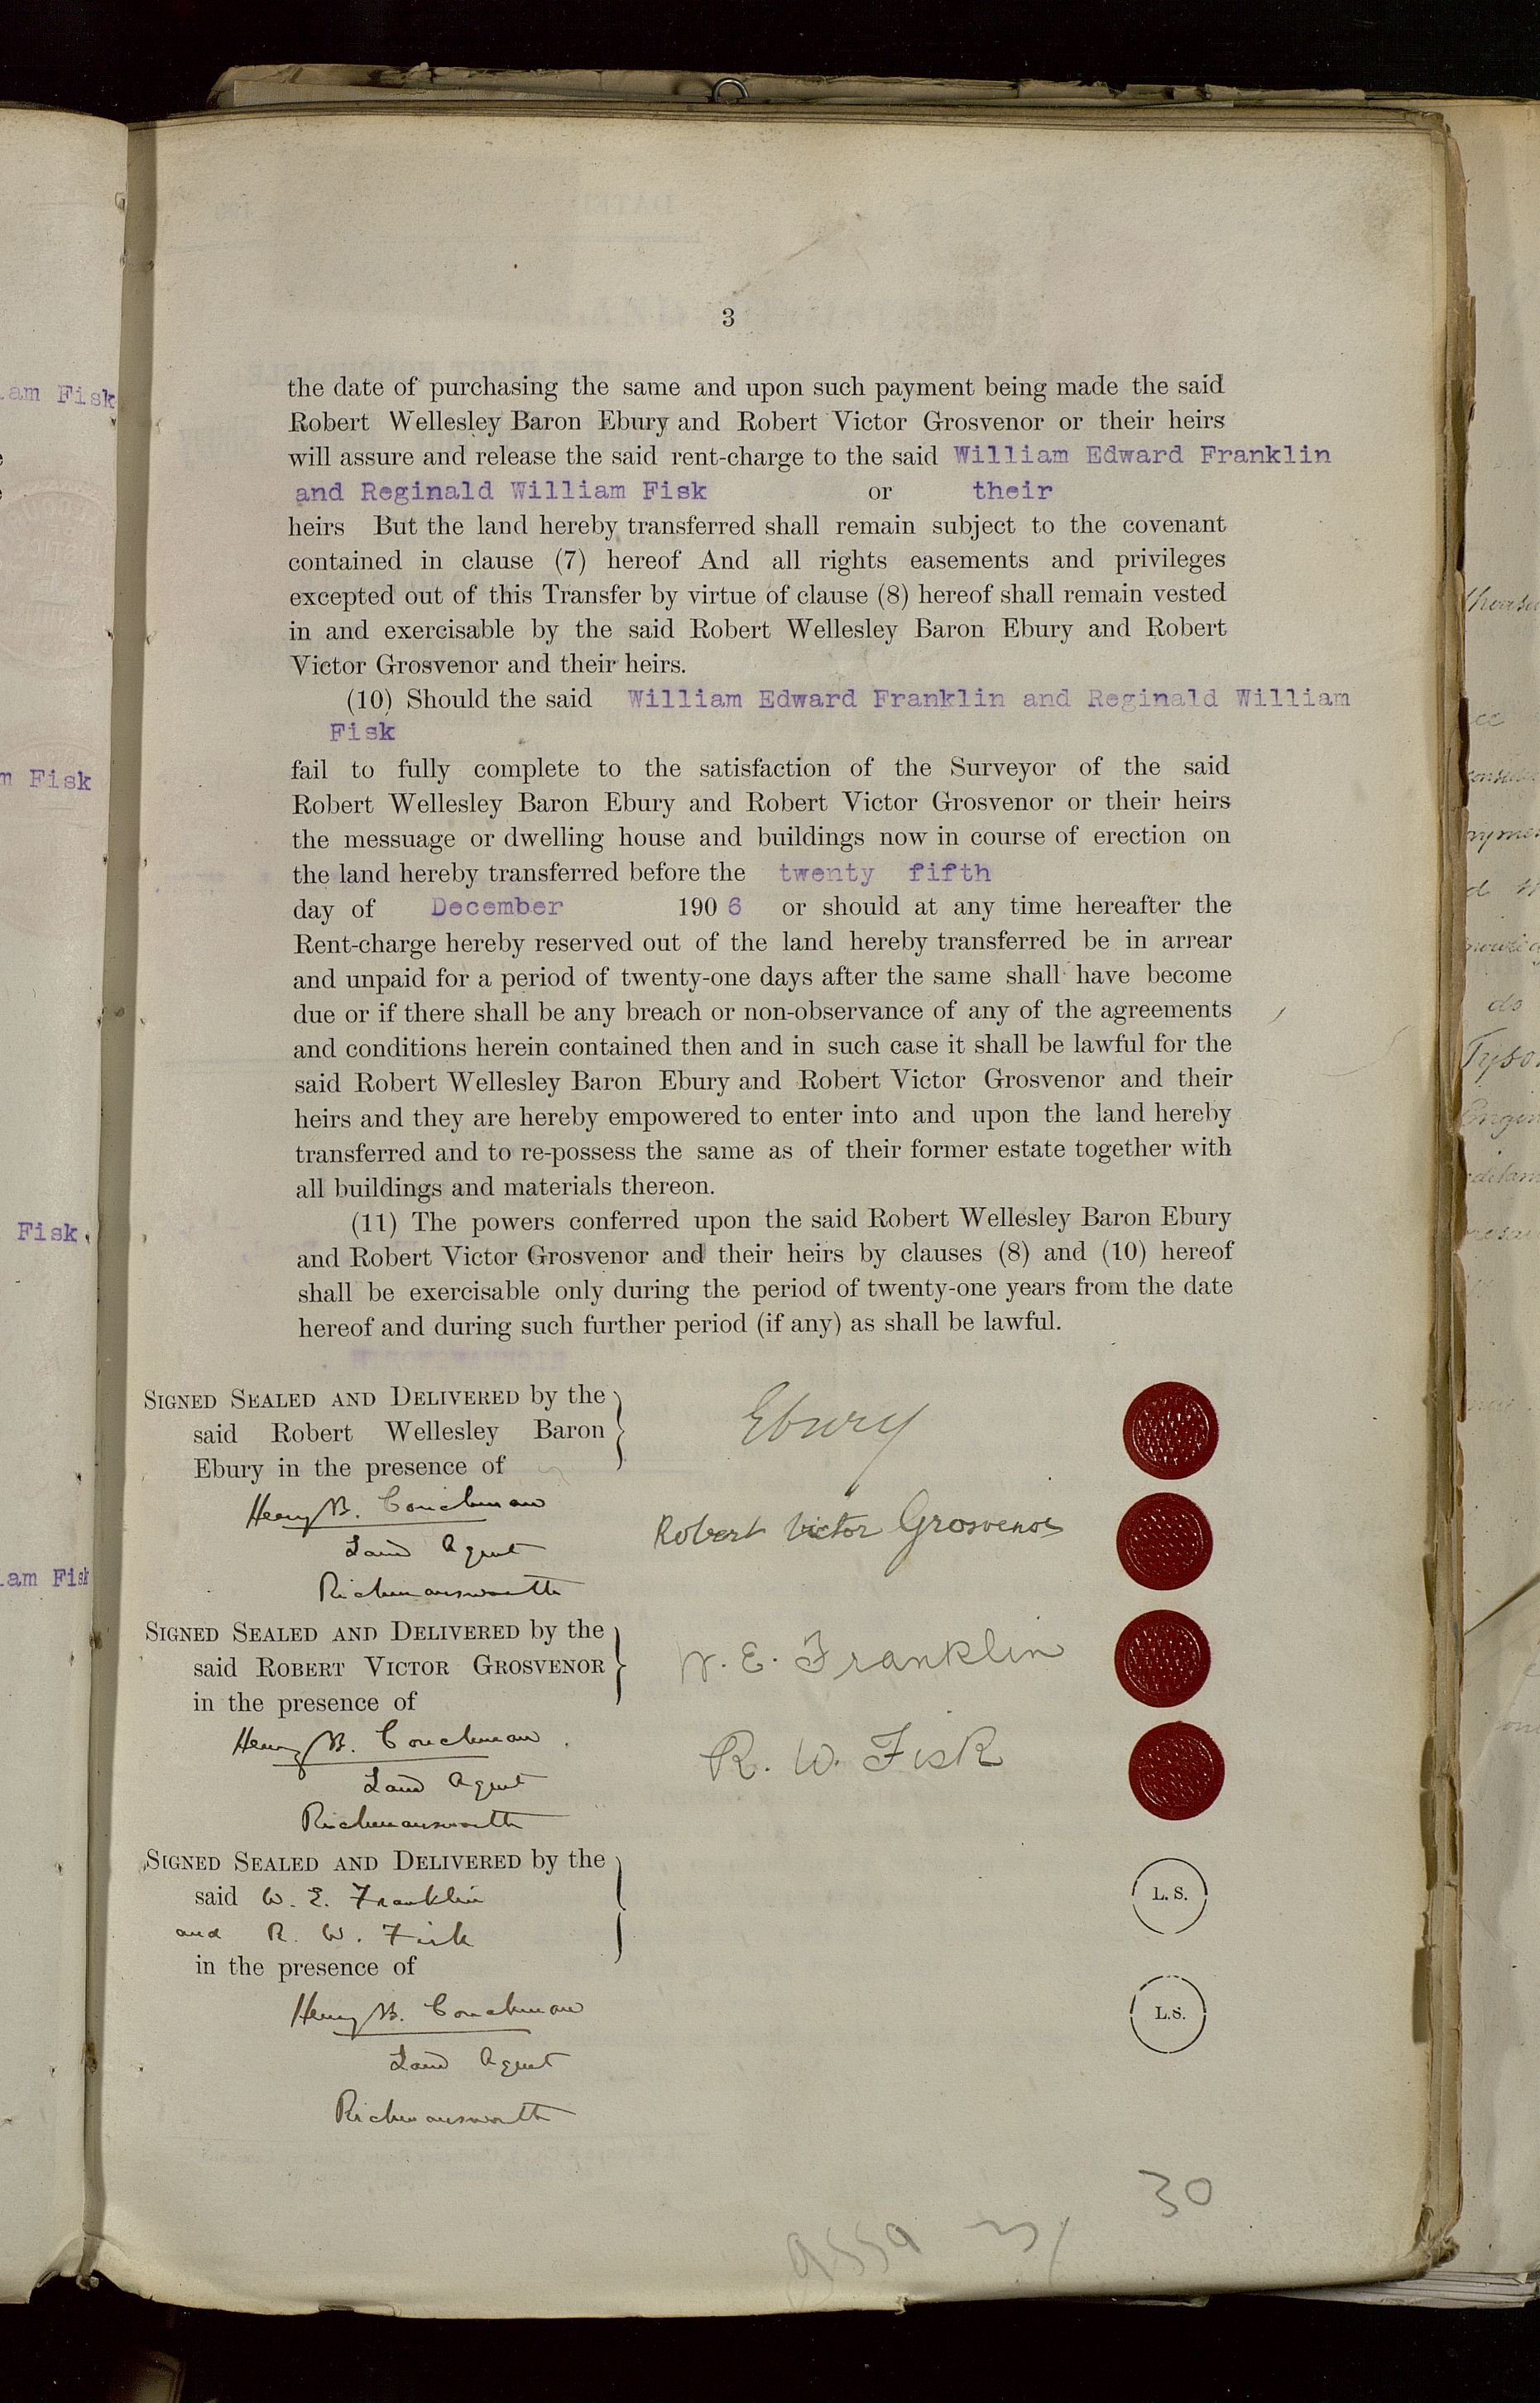 3
the date of purchasing the same and upon such payment being made the said
Robert Wellesley Baron Ebury and Robert Victor Grosvenor or their heirs
will assure and release the said rent-charge to the said William Edward Franklin
and Reginald William Fisk or their
heirs But the land hereby transferred shall remain subject to the covenant
contained in clause (7) hereof And all rights easements and privileges
excepted out of this Transfer by virtue of clause (8) hereof shall remain vested
in and exercisable by the said Robert Wellesley Baron Ebury and Robert
Victor Grosvenor and their heirs.
(10) Should the said William Edward Franklin and Reginald William
Fisk
fail to fully complete to the satisfaction of the Surveyor of the said
Robert Wellesley Baron Ebury and Robert Victor Grosvenor or their heirs
the messuage or dwelling house and buildings now in course of erection on
the land hereby transferred before the twenty fifth
day of December 1906 or should at any time hereafter the
Rent-charge hereby reserved out of the land hereby transferred be in arrear
and unpaid for a period of twenty-one days after the same shall have become
due or if there shall be any breach or non-observance of any of the agreements
and conditions herein contained then and in such case it shall be lawful for the
said Robert Wellesley Baron Ebury and Robert Victor Grosvenor and their
heirs and they are hereby empowered to enter into and upon the land hereby
transferred and to re-possess the same as of their former estate together with
all buildings and materials thereon.
(11) The powers conferred upon the said Robert Wellesley Baron Ebury
and Robert Victor Grosvenor and their heirs by clauses (8) and (10) hereof
shall be exercisable only during the period of twenty-one years from the date
hereof and during such further period (if any) as shall be lawful.
SIGNED SEALED AND DELIVERED by the
said Robert Wellesley Baron
Ebury in the presence of
Ebury
Henry B. Couchman
Land Agent
Rickmansworth
Robert Victor Grosvenor
SIGNED SEALED AND DELIVERED by the
said ROBERT VICTOR GROSVENOR
in the presence of
W. E. Franklin
Henry B. Couchman
Land Agent
Rickmansworth
R. W. Fisk
SIGNED SEALED AND DELIVERED by the
said W. E. Franklin
and R. W. Fisk
in the presence of
L. S.
Henry B. Couchman
Land Agent
Rickmansworth
L.S.
30
am Fisk
m Fisk
Fisk.
am Fisk